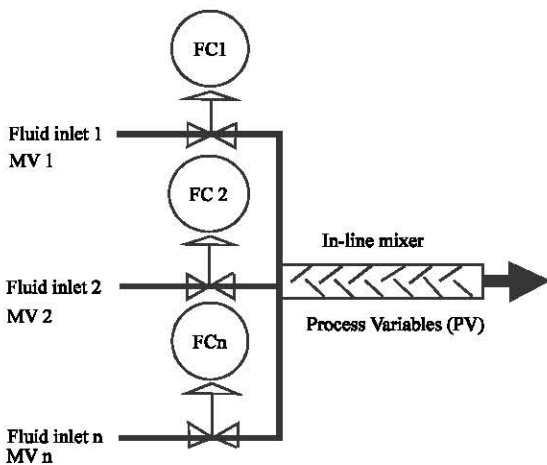 FC1
Fluid inlet 1
MV 1
FC 2
In-line mixer
Fluid inlet 2
MV 2
Process Variables (PV)
FCn
Fluid inlet n
MV n